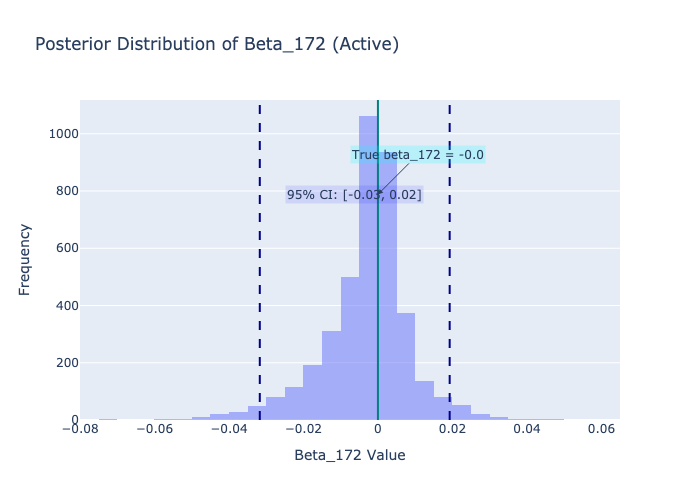 Posterior Distribution of Beta_172 (Active)
1000
True beta_172 = -0.0
800
95% CI: [-0.03, 0.02]
600
400
200
0
−0.08
−0.06
−0.04
−0.02
0
0.02
0.04
0.06
Frequency
Beta_172 Value